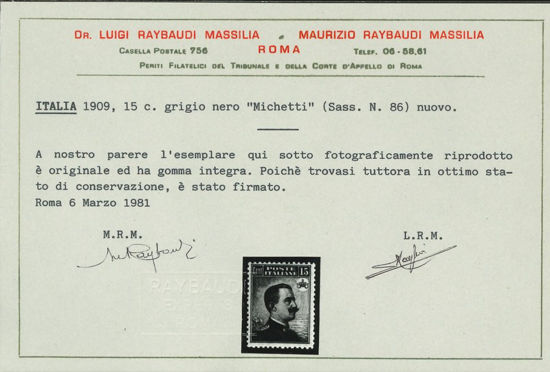 DR. LUIGI RAYBAUDI MASSILIA e MAURIZIO RAYBAUDI MASSILIA
CASELLA POSTALE 756 ROMA TELEF. 06-58.61
PERITI FILATELICI DEL TRIBUNALE E DELLA CORTE D'APPELLO DI ROMA
ITALIA 1909, 15 c. grigio nero "Michetti" (Sass. N. 86) nuovo.
A nostro parere l'esemplare qui sotto fotograficamente riprodotto
è originale ed ha gomma integra. Poichè trovasi tuttora in ottimo sta-
to di conservazione, è stato firmato.
Roma 6 Marzo 1981
M.R.M. L.R.M.
RAYBAUDI
Cent. POSTE 15
ITALIANE